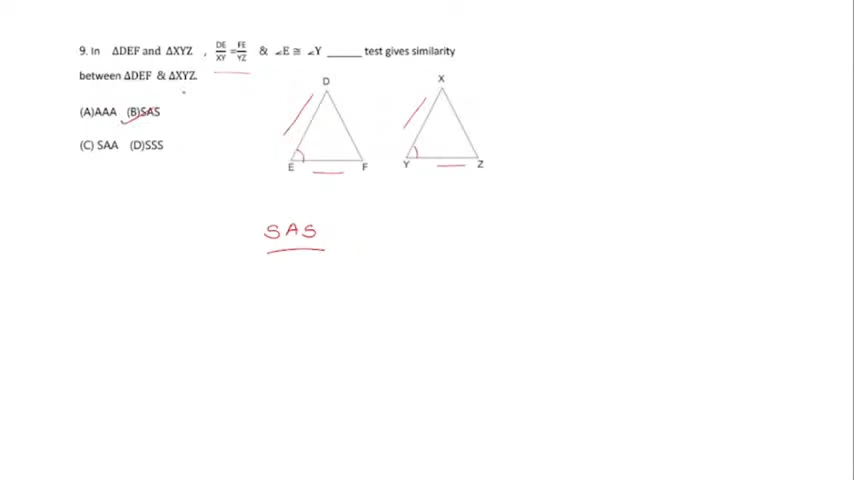 9. In ΔDEF and ΔXYZ , DE/XY = FE/YZ & ∠E ≅ ∠Y ______ test gives similarity
between ΔDEF & ΔXYZ.
(A)AAA (B)SAS
(C) SAA (D)SSS
D
X
E
F
Y
Z
SAS